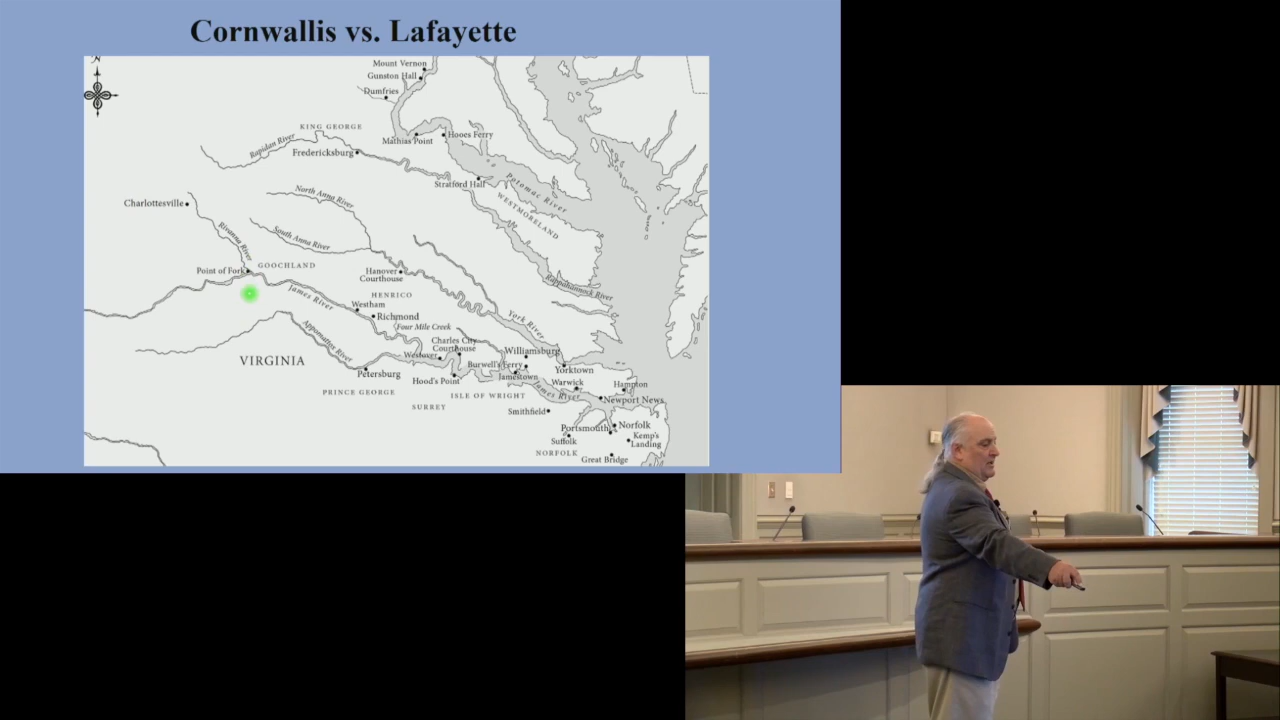 Cornwallis vs. Lafayette
N
Mount Vernon
Gunston Hall
Dumfries
KING GEORGE
Mathias Point
Hooes Ferry
Rapidan River
Fredericksburg
Stratford Hall
Potomac River
WESTMORELAND
North Anna River
Charlottesville
South Anna River
Rivanna River
Point of Fork
GOOCHLAND
Hanover
Courthouse
Rappahannock River
HENRICO
James River
Westham
Richmond
Four Mile Creek
York River
Appomattox River
Charles City
Courthouse
Westover
Williamsburg
VIRGINIA
Burwell's Ferry
Yorktown
Petersburg
Hood's Point
Jamestown
Warwick
Hampton
PRINCE GEORGE
ISLE OF WRIGHT
James River
Newport News
SURREY
Smithfield
Portsmouth
Norfolk
Suffolk
Kemp's
Landing
NORFOLK
Great Bridge